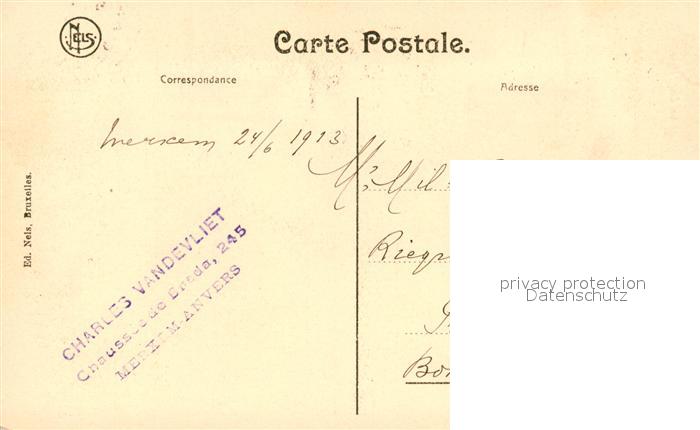 NELS
Carte Postale.
Correspondance
Adresse
Merxem 24/6 1913
Ed. Nels, Bruxelles.
CHARLES VANDEVLIET
Chaussée de Breda, 245
MERXEM-ANVERS
privacy protection
Datenschutz